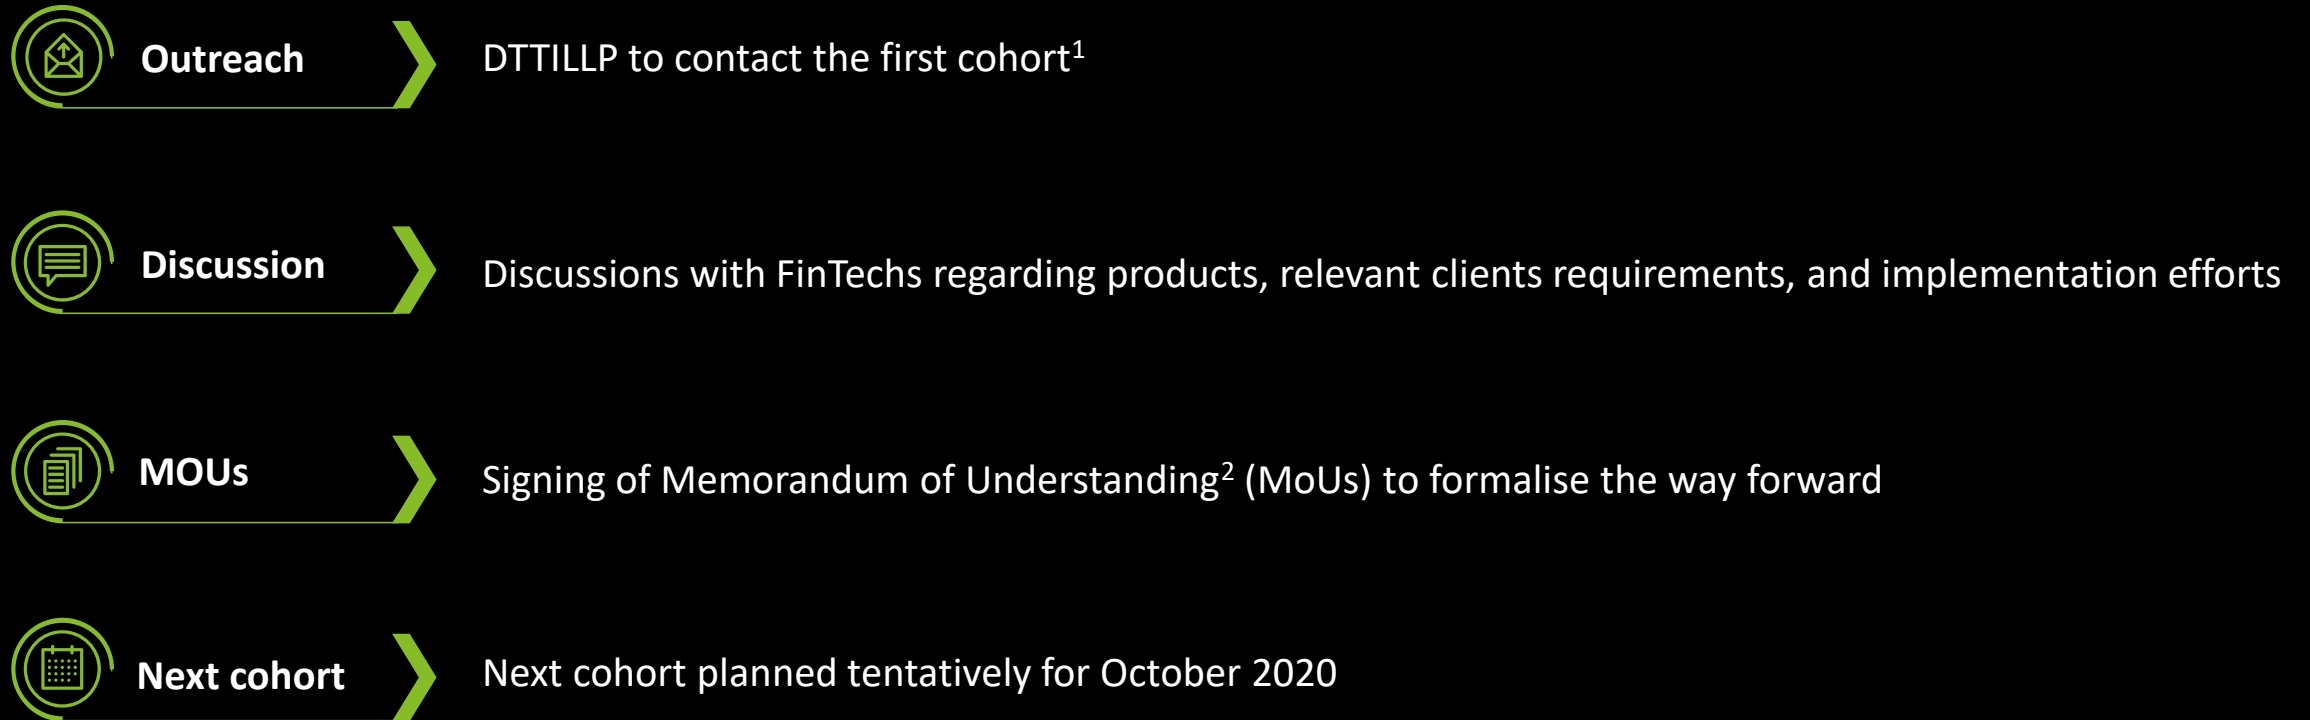 Outreach
DTTILLP to contact the first cohort¹
Discussion
Discussions with FinTechs regarding products, relevant clients requirements, and implementation efforts
MOUs
Signing of Memorandum of Understanding² (MoUs) to formalise the way forward
Next cohort
Next cohort planned tentatively for October 2020